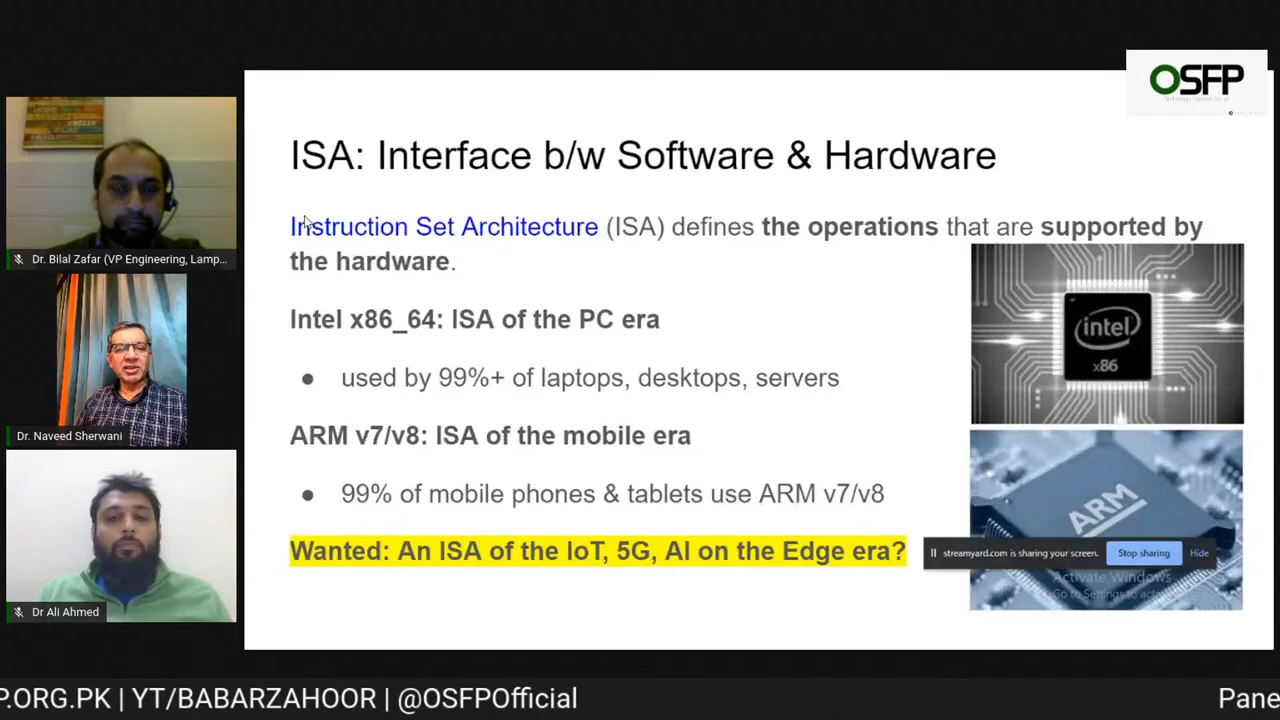 OSFP
ISA: Interface b/w Software & Hardware
Instruction Set Architecture (ISA) defines the operations that are supported by
the hardware.
Intel x86_64: ISA of the PC era
● used by 99%+ of laptops, desktops, servers
ARM v7/v8: ISA of the mobile era
● 99% of mobile phones & tablets use ARM v7/v8
Wanted: An ISA of the IoT, 5G, AI on the Edge era?
intel
x86
ARM
streamyard.com is sharing your screen.
Stop sharing
Hide
Activate Windows
Go to Settings to
Dr. Bilal Zafar (VP Engineering, Lamp...
Dr. Naveed Sherwani
Dr Ali Ahmed
P.ORG.PK | YT/BABARZAHOOR | @OSFPOfficial
Pane